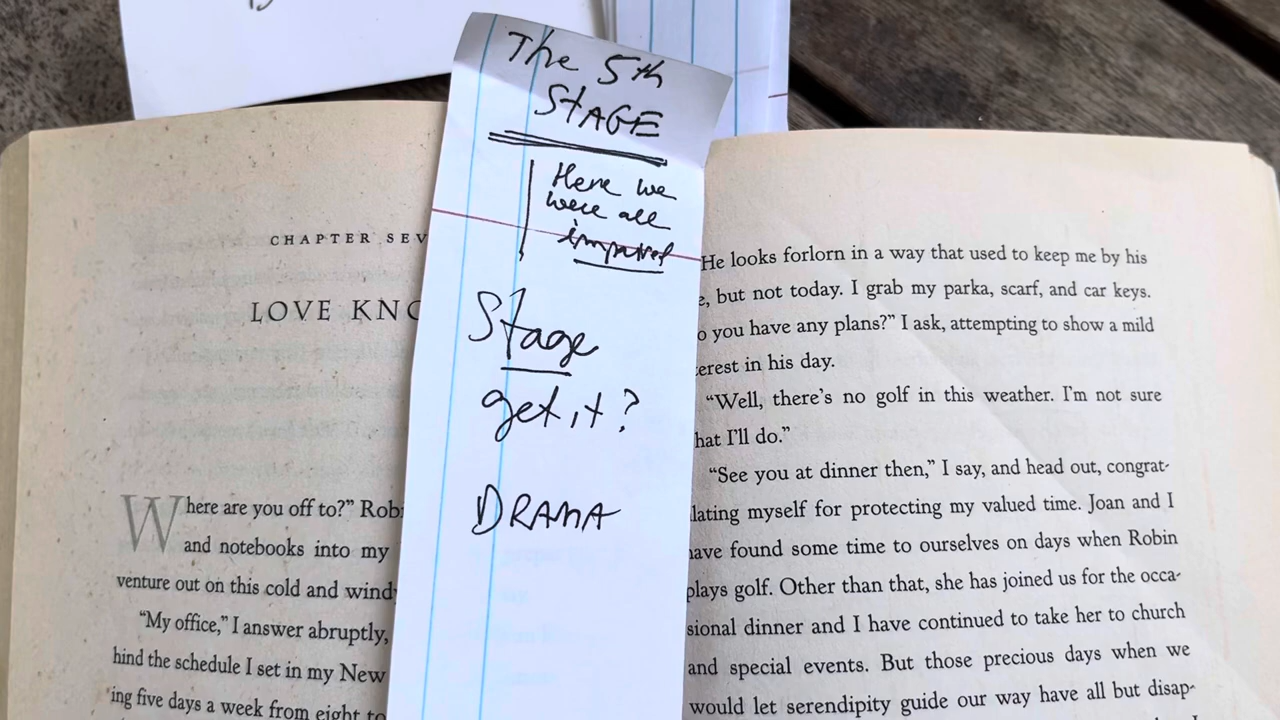 The 5th
STAGE
Here we
were all
Stage
get it?
DRAMA
CHAPTER SEV
LOVE KNO
Where are you off to?” Robi
and notebooks into my
venture out on this cold and windy
“My office,” I answer abruptly,
hind the schedule I set in my New
ing five days a week from eight to
He looks forlorn in a way that used to keep me by his
e, but not today. I grab my parka, scarf, and car keys.
o you have any plans?” I ask, attempting to show a mild
terest in his day.
“Well, there’s no golf in this weather. I’m not sure
hat I’ll do.”
“See you at dinner then,” I say, and head out, congrat-
lating myself for protecting my valued time. Joan and I
have found some time to ourselves on days when Robin
plays golf. Other than that, she has joined us for the occa-
sional dinner and I have continued to take her to church
and special events. But those precious days when we
would let serendipity guide our way have all but disap-